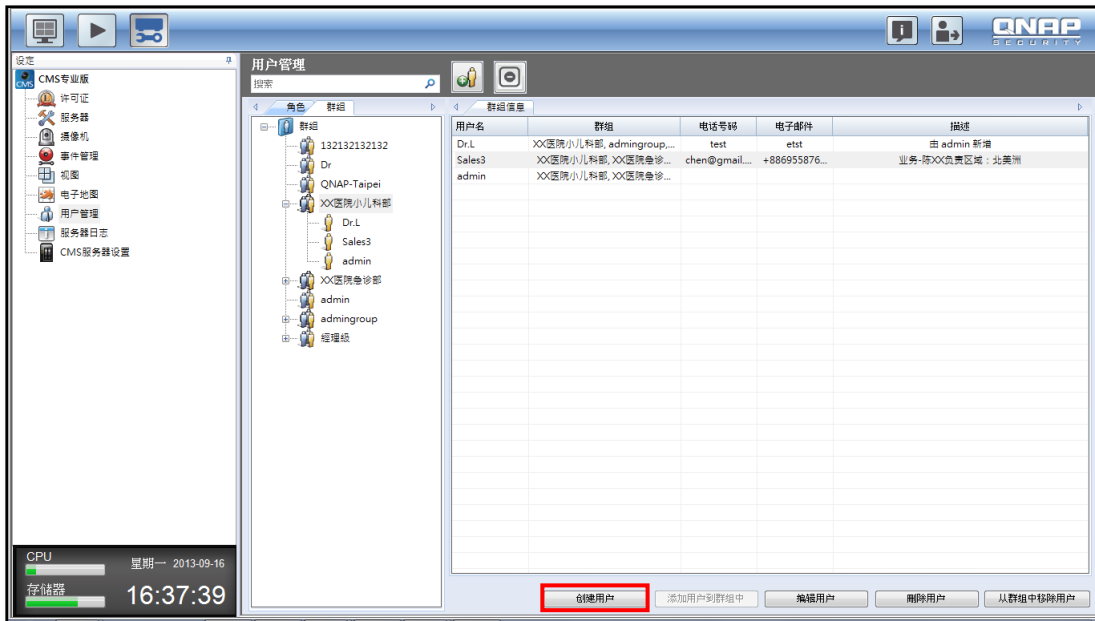 QNAP
SECURITY
设定
CMS专业版
许可证
服务器
摄像机
事件管理
视图
电子地图
用户管理
服务器日志
CMS服务器设置
CPU
星期一 2013-09-16
存储器
16:37:39
用户管理
搜索
角色 群组
群组
132132132132
Dr
QNAP-Taipei
XX医院小儿科部
Dr.L
Sales3
admin
XX医院急诊部
admin
admingroup
经理级
群组信息
用户名 群组 电话号码 电子邮件 描述
Dr.L XX医院小儿科部, admingroup,... test etst 由 admin 新增
Sales3 XX医院小儿科部, XX医院急诊... chen@gmail.... +886955876... 业务-陈XX负责区域：北美洲
admin XX医院小儿科部, XX医院急诊...
创建用户 添加用户到群组中 编辑用户 删除用户 从群组中移除用户